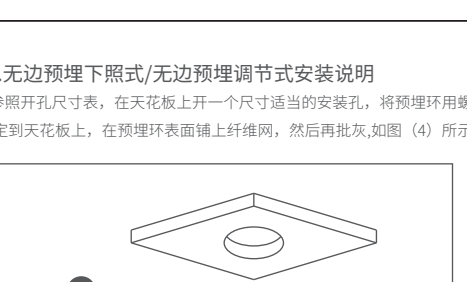 .无边预埋下照式/无边预埋调节式安装说明
参照开孔尺寸表，在天花板上开一个尺寸适当的安装孔，将预埋环用螺
定到天花板上，在预埋环表面铺上纤维网，然后再批灰,如图（4）所示